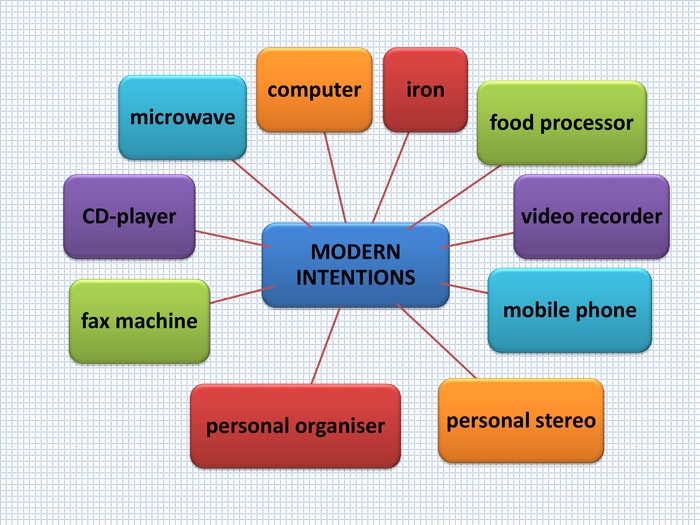 computer
iron
microwave
food processor
CD-player
video recorder
MODERN
INTENTIONS
mobile phone
fax machine
personal organiser
personal stereo